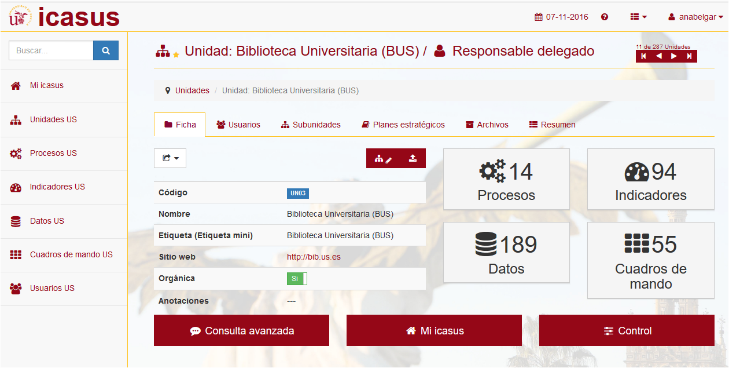 icasus
07-11-2016
anabelgar
Buscar
Mi icasus
Unidades US
Procesos US
Indicadores US
Datos US
Cuadros de mando US
Usuarios US
Unidad: Biblioteca Universitaria (BUS) / Responsable delegado
11 de 287 Unidades
Unidades / Unidad: Biblioteca Universitaria (BUS)
Ficha Usuarios Subunidades Planes estratégicos Archivos Resumen
Código
Nombre Biblioteca Universitaria (BUS)
Etiqueta (Etiqueta mini) Biblioteca Universitaria (BUS)
Sitio web http://bib.us.es
Orgánica SI
Anotaciones ---
14
Procesos
94
Indicadores
189
Datos
55
Cuadros de
mando
Consulta avanzada Mi icasus Control